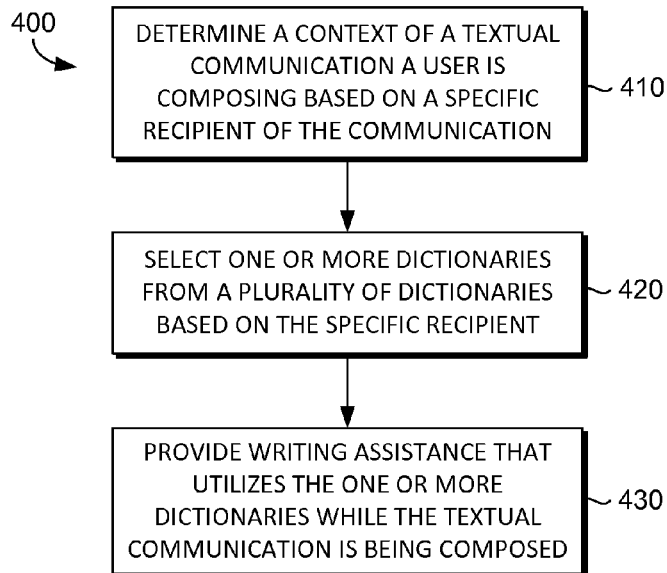 400
DETERMINE A CONTEXT OF A TEXTUAL
COMMUNICATION A USER IS
COMPOSING BASED ON A SPECIFIC
RECIPIENT OF THE COMMUNICATION
410
SELECT ONE OR MORE DICTIONARIES
FROM A PLURALITY OF DICTIONARIES
BASED ON THE SPECIFIC RECIPIENT
420
PROVIDE WRITING ASSISTANCE THAT
UTILIZES THE ONE OR MORE
DICTIONARIES WHILE THE TEXTUAL
COMMUNICATION IS BEING COMPOSED
430